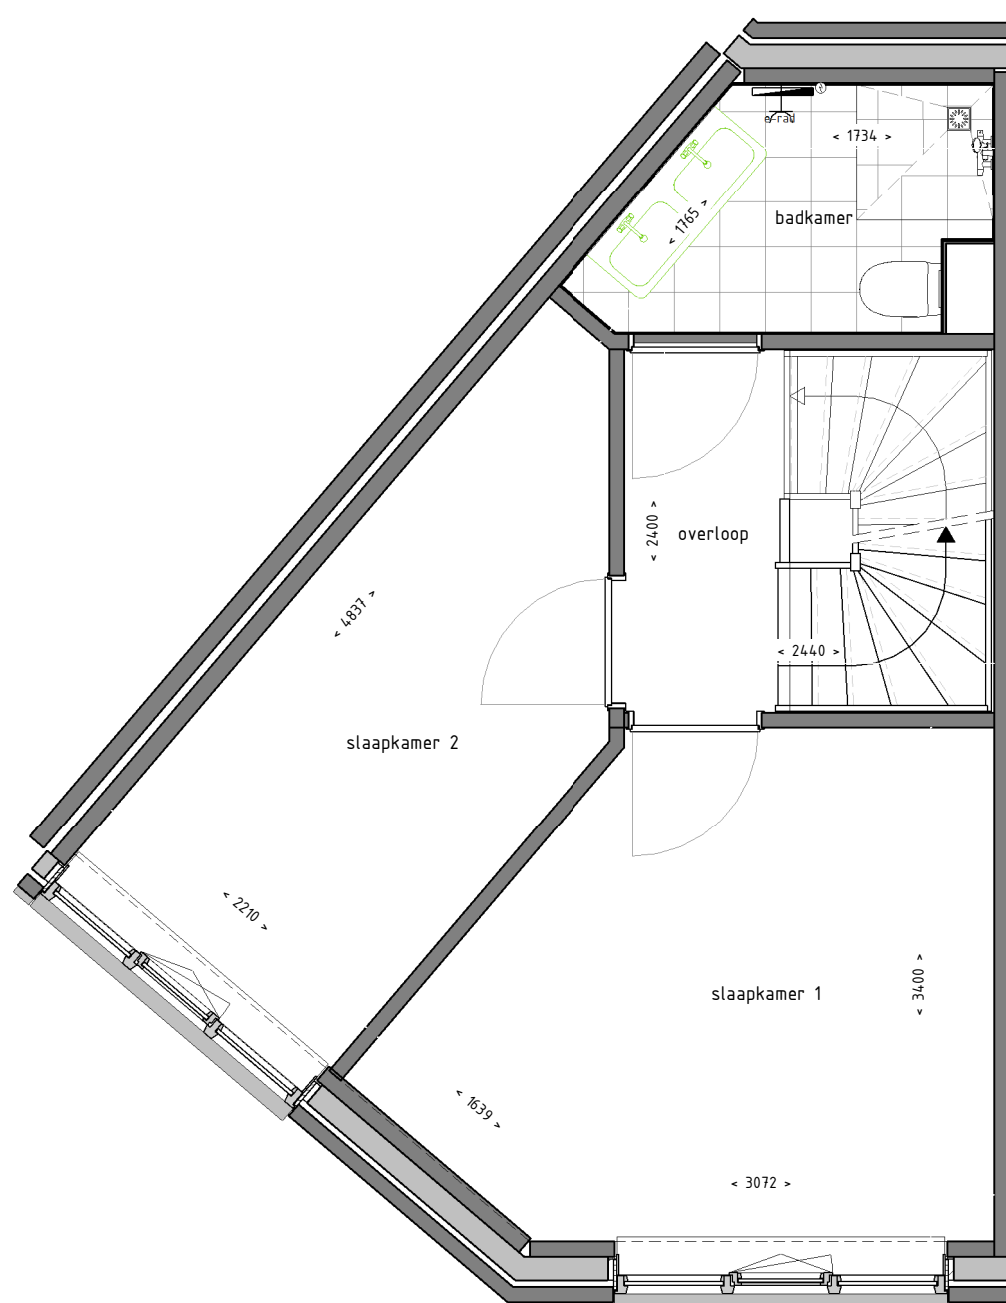 e-rad
< 1734 >
< 1765 >
badkamer
< 2400 >
overloop
< 4837 >
< 2440 >
slaapkamer 2
< 2210 >
slaapkamer 1
< 3400 >
< 1639 >
< 3072 >